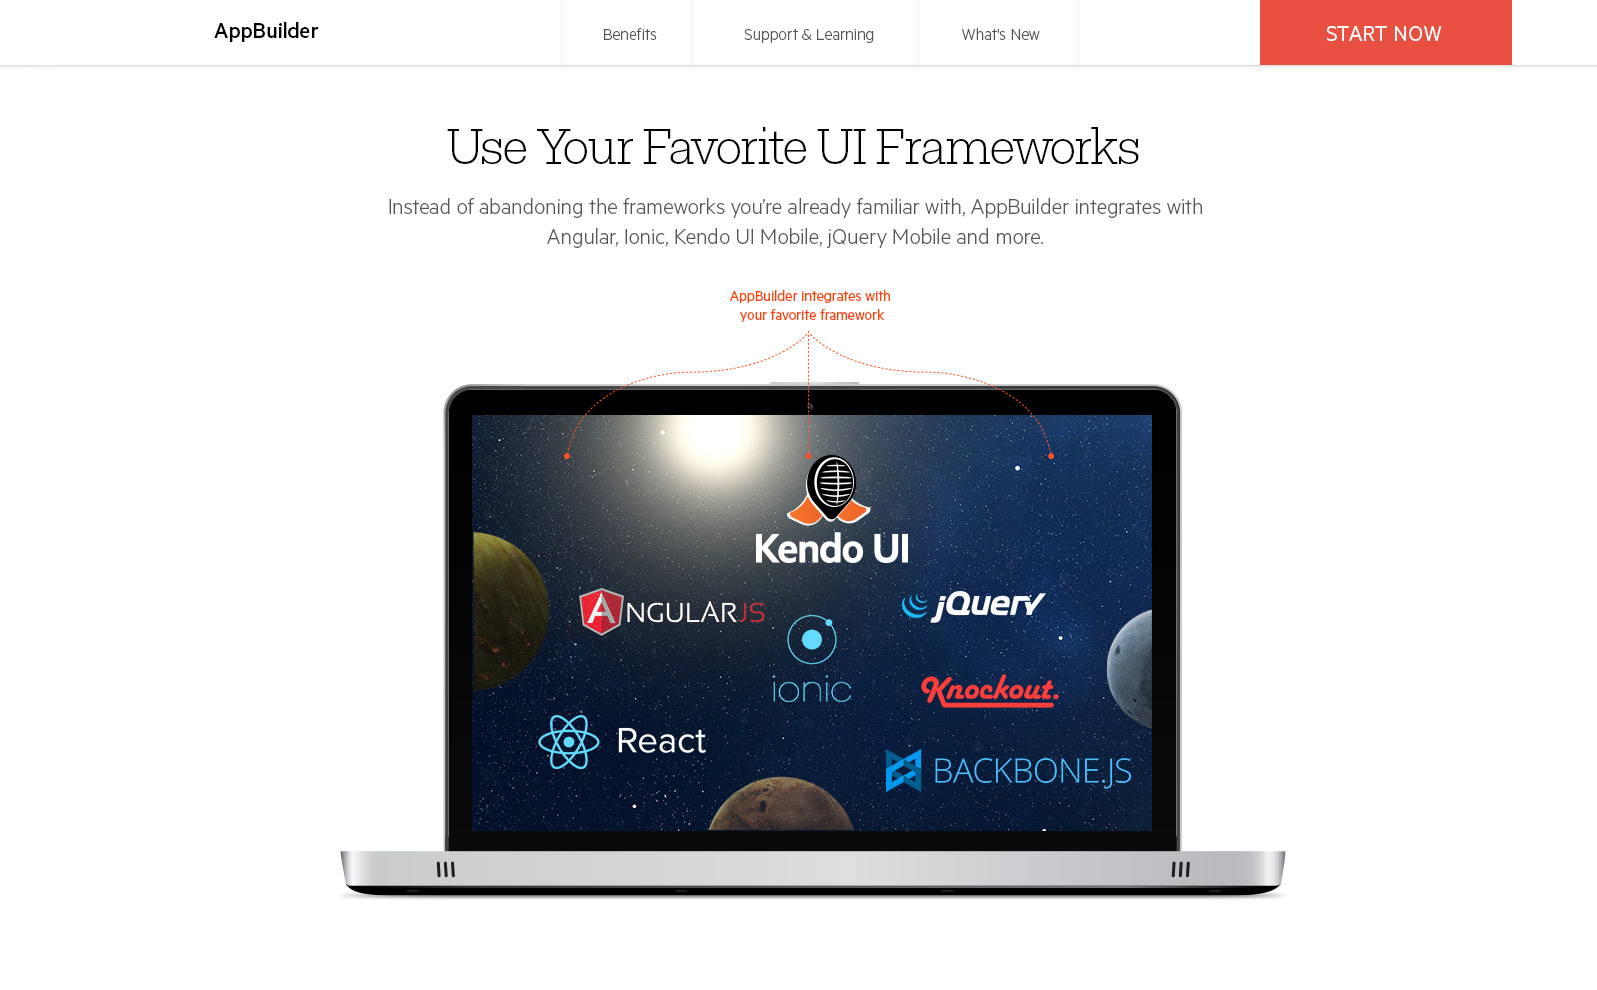 AppBuilder
Benefits
Support & Learning
What's New
START NOW
Use Your Favorite UI Frameworks
Instead of abandoning the frameworks you’re already familiar with, AppBuilder integrates with
Angular, Ionic, Kendo UI Mobile, jQuery Mobile and more.
AppBuilder integrates with
your favorite framework
Kendo UI
ANGULARJS
jQuery
ionic
Knockout.
React
BACKBONE.JS